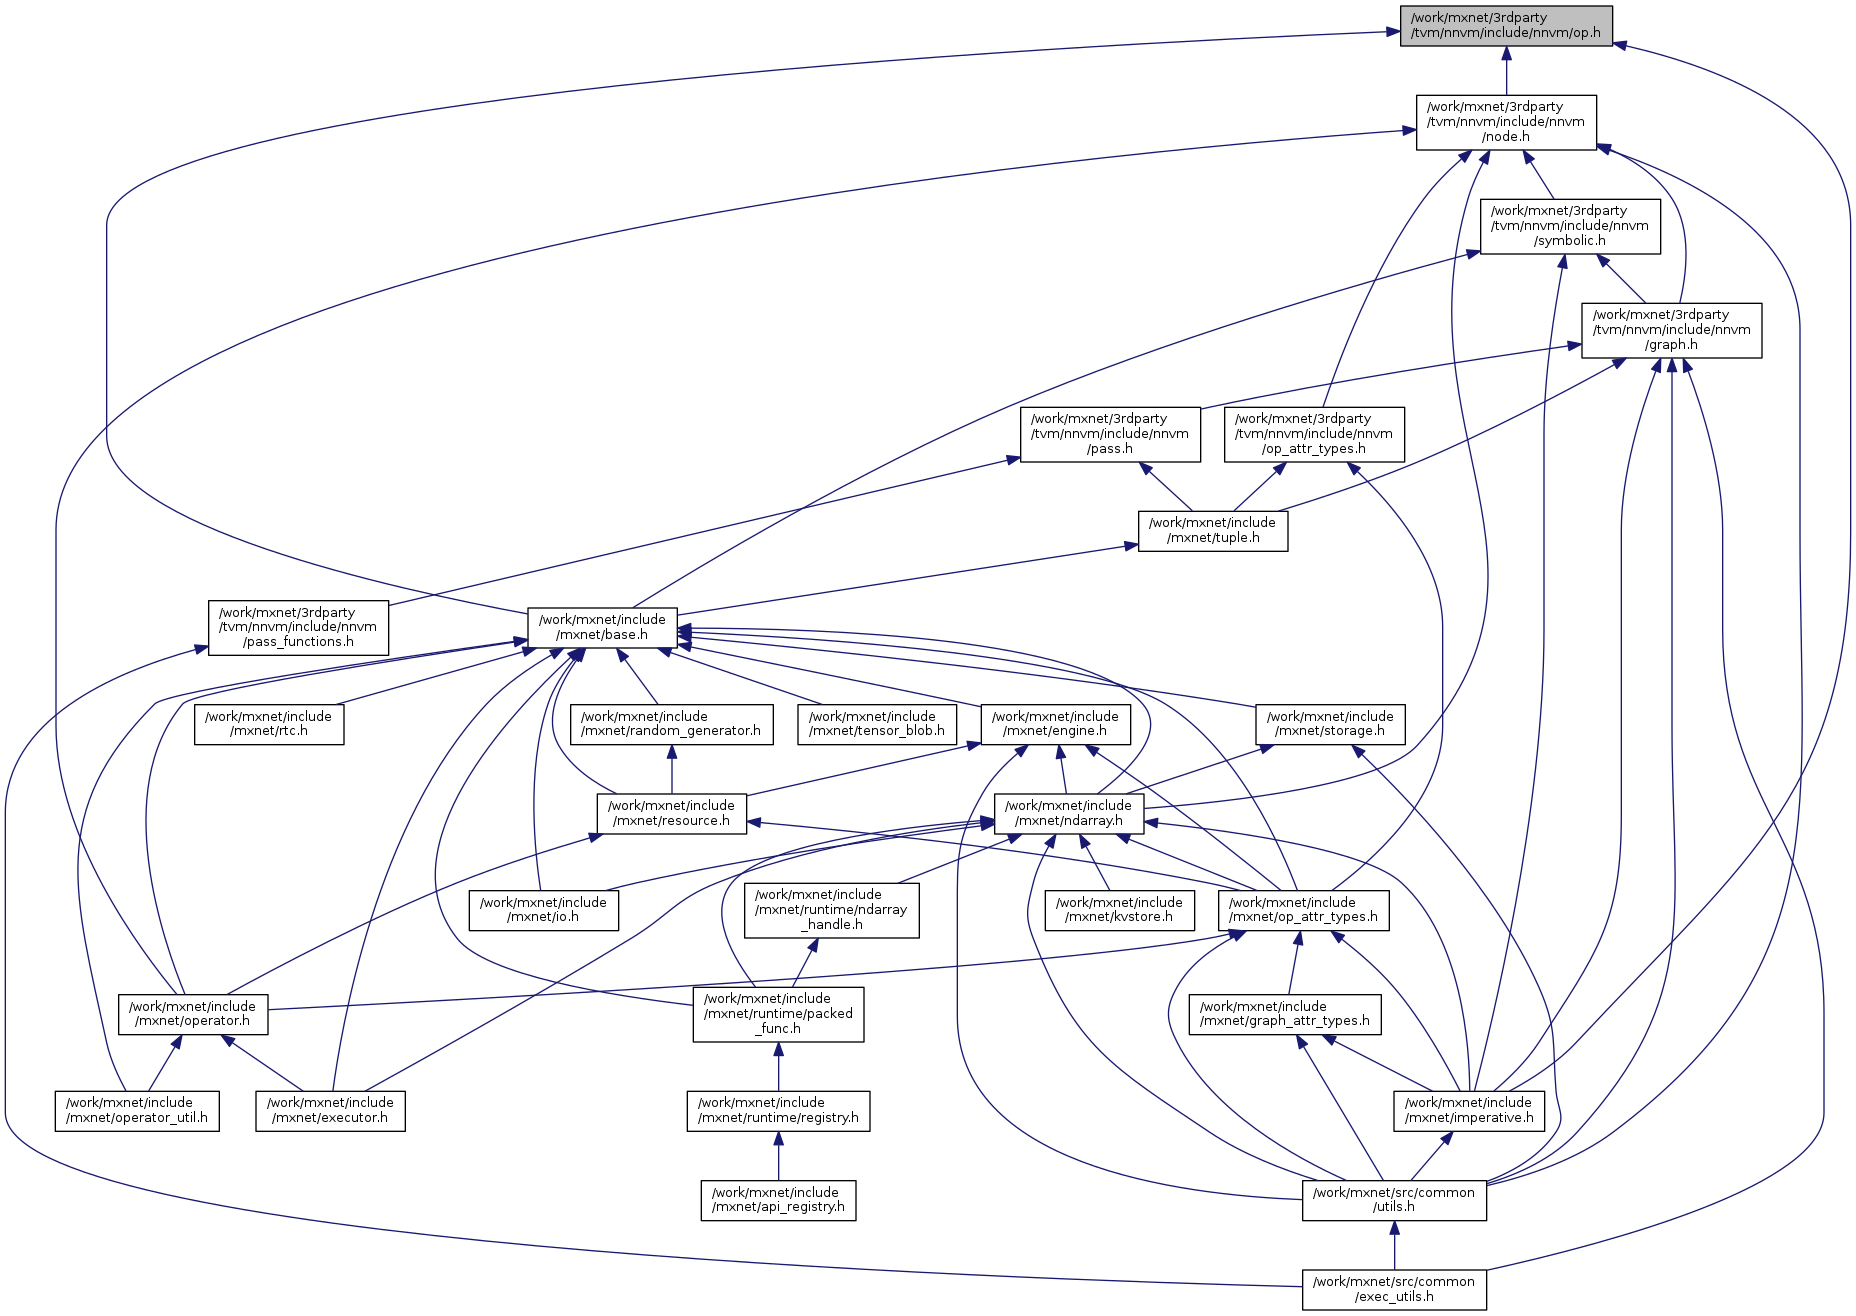 /work/mxnet/3rdparty
/tvm/nnvm/include/nnvm/op.h
/work/mxnet/3rdparty
/tvm/nnvm/include/nnvm
/node.h
/work/mxnet/3rdparty
/tvm/nnvm/include/nnvm
/symbolic.h
/work/mxnet/3rdparty
/tvm/nnvm/include/nnvm
/graph.h
/work/mxnet/3rdparty
/tvm/nnvm/include/nnvm
/pass.h
/work/mxnet/3rdparty
/tvm/nnvm/include/nnvm
/op_attr_types.h
/work/mxnet/include
/mxnet/tuple.h
/work/mxnet/3rdparty
/tvm/nnvm/include/nnvm
/pass_functions.h
/work/mxnet/include
/mxnet/base.h
/work/mxnet/include
/mxnet/rtc.h
/work/mxnet/include
/mxnet/random_generator.h
/work/mxnet/include
/mxnet/tensor_blob.h
/work/mxnet/include
/mxnet/engine.h
/work/mxnet/include
/mxnet/storage.h
/work/mxnet/include
/mxnet/resource.h
/work/mxnet/include
/mxnet/ndarray.h
/work/mxnet/include
/mxnet/io.h
/work/mxnet/include
/mxnet/runtime/ndarray
_handle.h
/work/mxnet/include
/mxnet/kvstore.h
/work/mxnet/include
/mxnet/op_attr_types.h
/work/mxnet/include
/mxnet/operator.h
/work/mxnet/include
/mxnet/runtime/packed
_func.h
/work/mxnet/include
/mxnet/graph_attr_types.h
/work/mxnet/include
/mxnet/operator_util.h
/work/mxnet/include
/mxnet/executor.h
/work/mxnet/include
/mxnet/runtime/registry.h
/work/mxnet/include
/mxnet/imperative.h
/work/mxnet/include
/mxnet/api_registry.h
/work/mxnet/src/common
/utils.h
/work/mxnet/src/common
/exec_utils.h